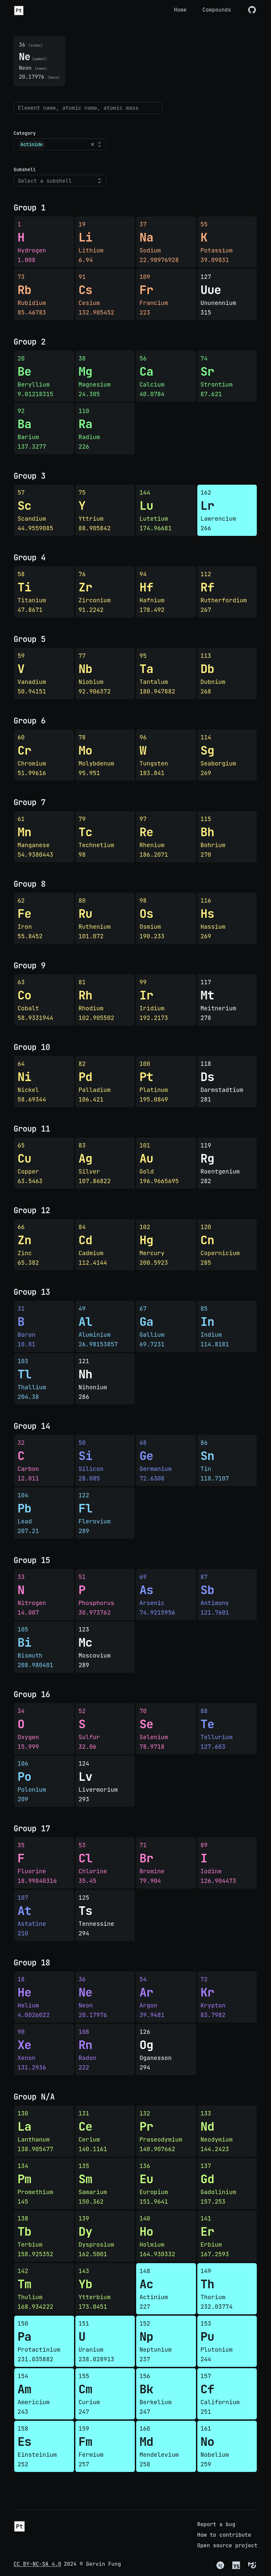 Pt
Home
Compounds
36 (index)
Ne (symbol)
Neon (name)
20.17976 (mass)
Element name, atomic name, atomic mass
Category
Actinide
Subshell
Select a subshell
Group 1
1
H
Hydrogen
1.008
19
Li
Lithium
6.94
37
Na
Sodium
22.98976928
55
K
Potassium
39.09831
73
Rb
Rubidium
85.46783
91
Cs
Cesium
132.905452
109
Fr
Francium
223
127
Uue
Ununennium
315
Group 2
20
Be
Beryllium
9.01218315
38
Mg
Magnesium
24.305
56
Ca
Calcium
40.0784
74
Sr
Strontium
87.621
92
Ba
Barium
137.3277
110
Ra
Radium
226
Group 3
57
Sc
Scandium
44.9559085
75
Y
Yttrium
88.905842
144
Lu
Lutetium
174.96681
162
Lr
Lawrencium
266
Group 4
58
Ti
Titanium
47.8671
76
Zr
Zirconium
91.2242
94
Hf
Hafnium
178.492
112
Rf
Rutherfordium
267
Group 5
59
V
Vanadium
50.94151
77
Nb
Niobium
92.906372
95
Ta
Tantalum
180.947882
113
Db
Dubnium
268
Group 6
60
Cr
Chromium
51.99616
78
Mo
Molybdenum
95.951
96
W
Tungsten
183.841
114
Sg
Seaborgium
269
Group 7
61
Mn
Manganese
54.9380443
79
Tc
Technetium
98
97
Re
Rhenium
186.2071
115
Bh
Bohrium
270
Group 8
62
Fe
Iron
55.8452
80
Ru
Ruthenium
101.072
98
Os
Osmium
190.233
116
Hs
Hassium
269
Group 9
63
Co
Cobalt
58.9331944
81
Rh
Rhodium
102.905502
99
Ir
Iridium
192.2173
117
Mt
Meitnerium
278
Group 10
64
Ni
Nickel
58.69344
82
Pd
Palladium
106.421
100
Pt
Platinum
195.0849
118
Ds
Darmstadtium
281
Group 11
65
Cu
Copper
63.5463
83
Ag
Silver
107.86822
101
Au
Gold
196.9665695
119
Rg
Roentgenium
282
Group 12
66
Zn
Zinc
65.382
84
Cd
Cadmium
112.4144
102
Hg
Mercury
200.5923
120
Cn
Copernicium
285
Group 13
31
B
Boron
10.81
49
Al
Aluminium
26.98153857
67
Ga
Gallium
69.7231
85
In
Indium
114.8181
103
Tl
Thallium
204.38
121
Nh
Nihonium
286
Group 14
32
C
Carbon
12.011
50
Si
Silicon
28.085
68
Ge
Germanium
72.6308
86
Sn
Tin
118.7107
104
Pb
Lead
207.21
122
Fl
Flerovium
289
Group 15
33
N
Nitrogen
14.007
51
P
Phosphorus
30.973762
69
As
Arsenic
74.9215956
87
Sb
Antimony
121.7601
105
Bi
Bismuth
208.980401
123
Mc
Moscovium
289
Group 16
34
O
Oxygen
15.999
52
S
Sulfur
32.06
70
Se
Selenium
78.9718
88
Te
Tellurium
127.603
106
Po
Polonium
209
124
Lv
Livermorium
293
Group 17
35
F
Fluorine
18.99840316
53
Cl
Chlorine
35.45
71
Br
Bromine
79.904
89
I
Iodine
126.904473
107
At
Astatine
210
125
Ts
Tennessine
294
Group 18
18
He
Helium
4.0026022
36
Ne
Neon
20.17976
54
Ar
Argon
39.9481
72
Kr
Krypton
83.7982
90
Xe
Xenon
131.2936
108
Rn
Radon
222
126
Og
Oganesson
294
Group N/A
130
La
Lanthanum
138.905477
131
Ce
Cerium
140.1161
132
Pr
Praseodymium
140.907662
133
Nd
Neodymium
144.2423
134
Pm
Promethium
145
135
Sm
Samarium
150.362
136
Eu
Europium
151.9641
137
Gd
Gadolinium
157.253
138
Tb
Terbium
158.925352
139
Dy
Dysprosium
162.5001
140
Ho
Holmium
164.930332
141
Er
Erbium
167.2593
142
Tm
Thulium
168.934222
143
Yb
Ytterbium
173.0451
148
Ac
Actinium
227
149
Th
Thorium
232.03774
150
Pa
Protactinium
231.035882
151
U
Uranium
238.028913
152
Np
Neptunium
237
153
Pu
Plutonium
244
154
Am
Americium
243
155
Cm
Curium
247
156
Bk
Berkelium
247
157
Cf
Californium
251
158
Es
Einsteinium
252
159
Fm
Fermium
257
160
Md
Mendelevium
258
161
No
Nobelium
259
Pt
Report a bug
How to contribute
Open source project
CC BY-NC-SA 4.0 2024 © Gervin Fung